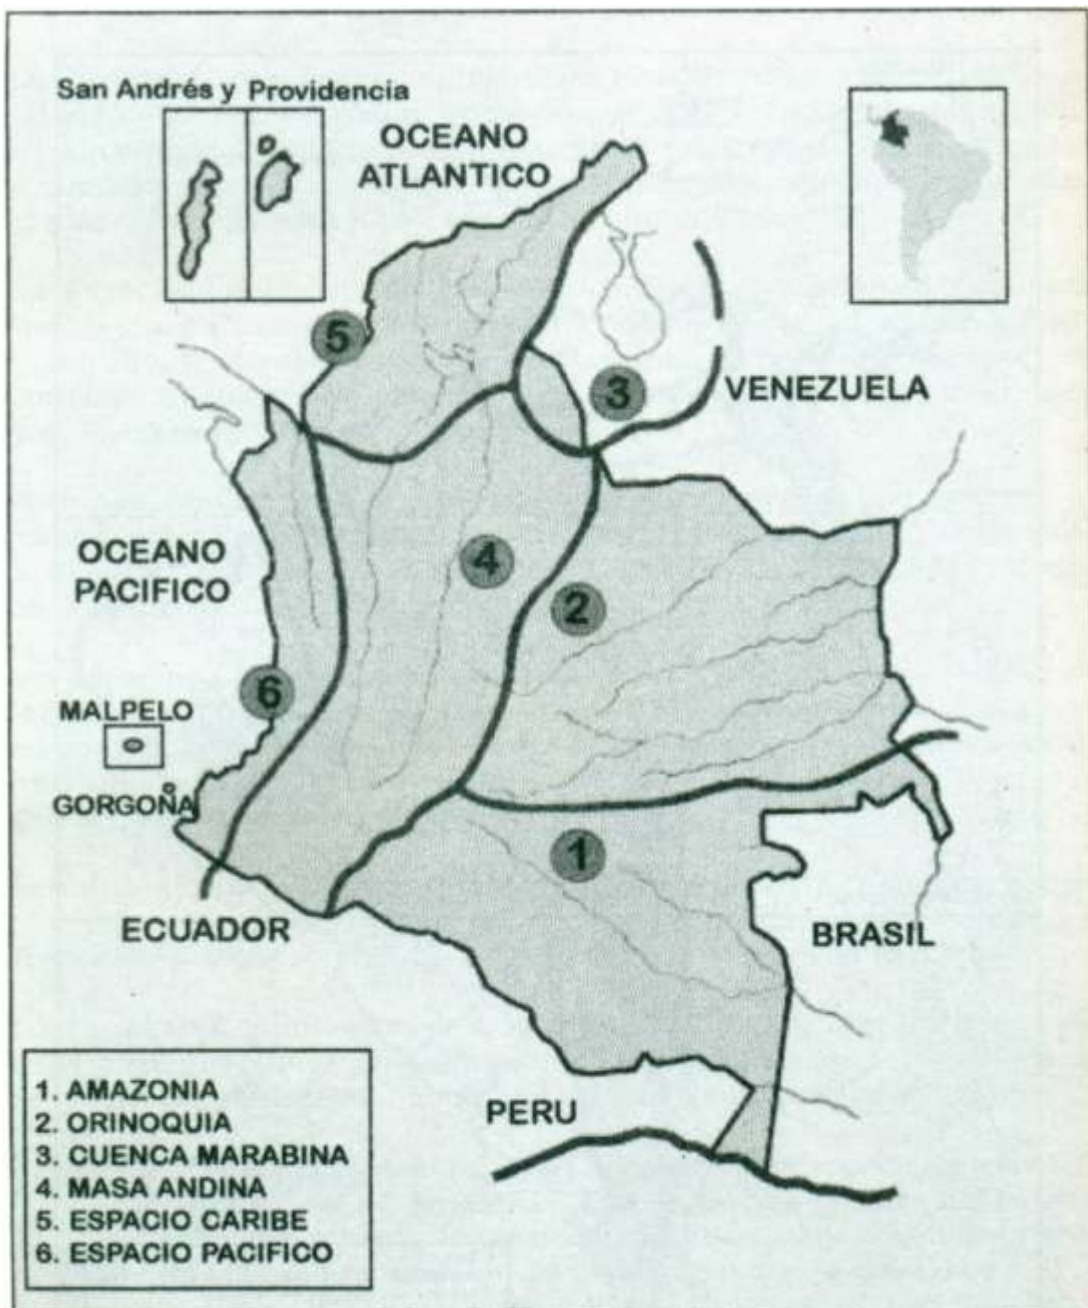 San Andrés y Providencia
OCEANO
ATLANTICO
5
3
VENEZUELA
OCEANO
PACIFICO
4
2
6
MALPELO
GORGOÑA
1
ECUADOR
BRASIL
1. AMAZONIA
2. ORINOQUIA
3. CUENCA MARABINA
4. MASA ANDINA
5. ESPACIO CARIBE
6. ESPACIO PACIFICO
PERU